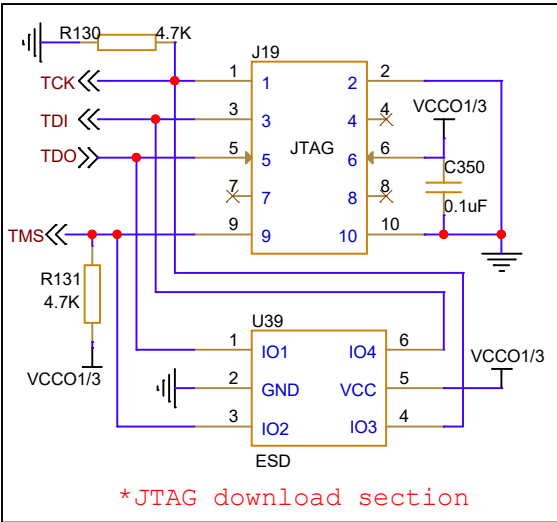 R130 4.7K
J19
TCK 1 1 2 2
VCCO1/3
TDI 3 3 4 4
TDO 5 5 JTAG 6 6
C350
7 7 8 8
0.1uF
TMS 9 9 10 10
R131
4.7K
U39
1 IO1 IO4 6
VCCO1/3
VCCO1/3
2 GND VCC 5
3 IO2 IO3 4
ESD
*JTAG download section